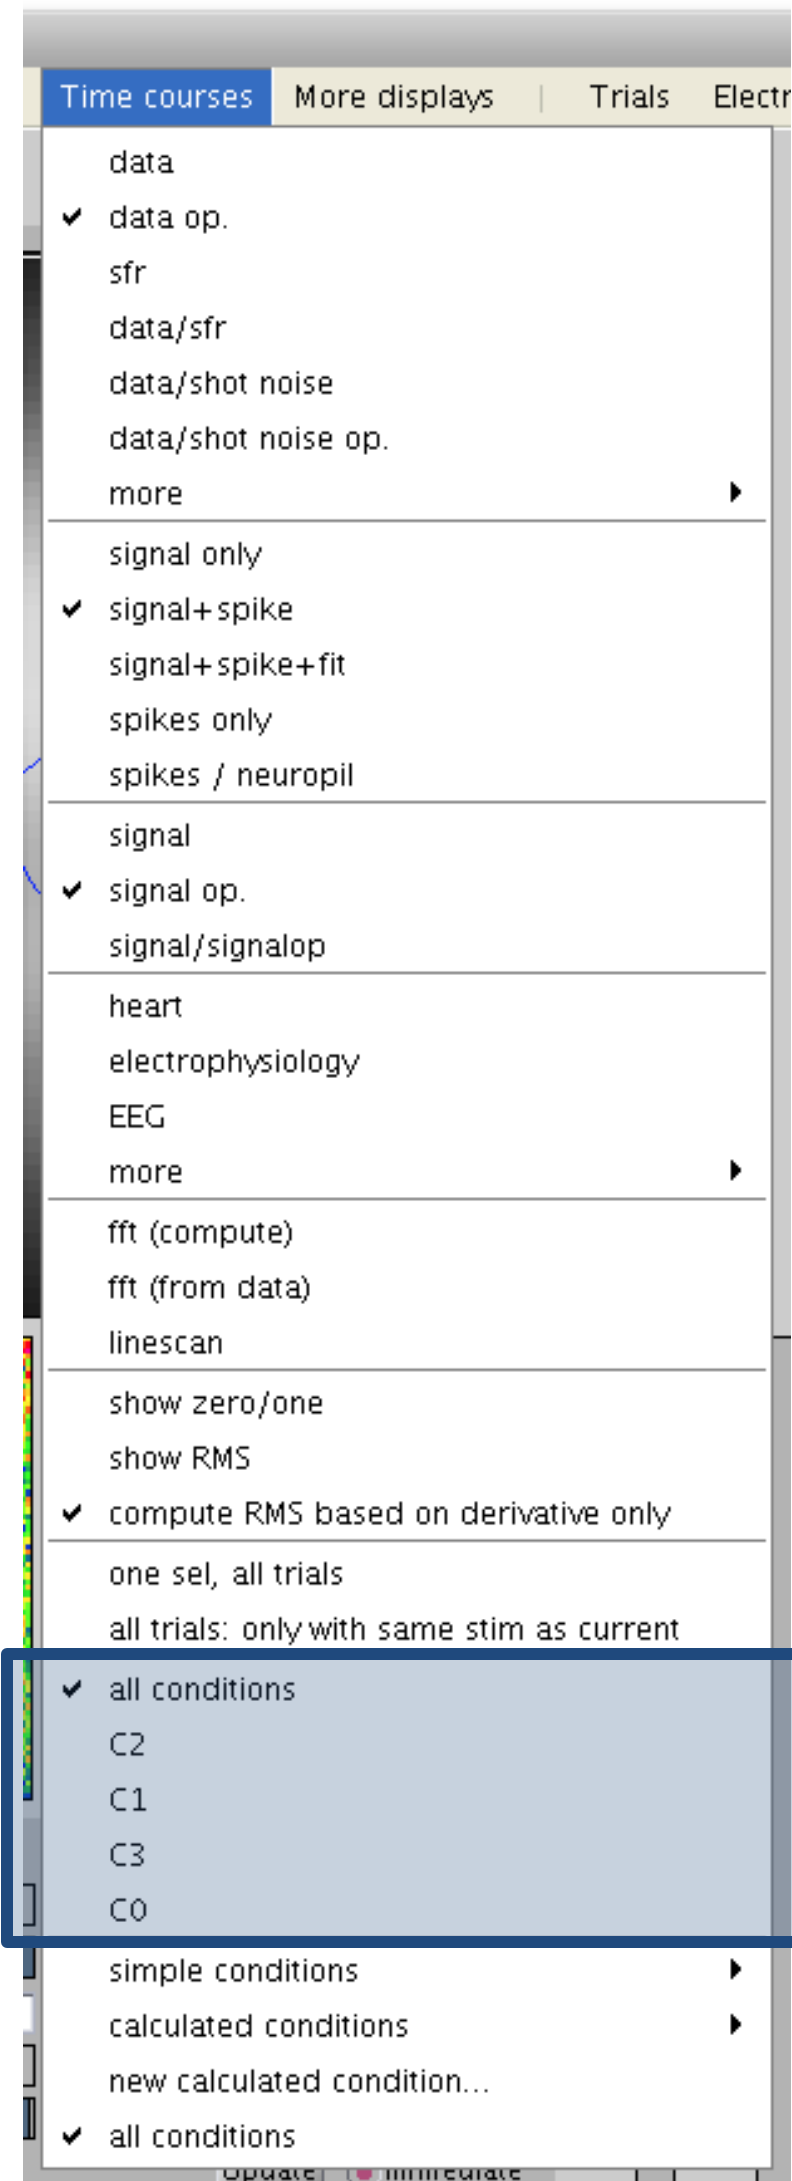 Time courses More displays | Trials Electr
data
data op.
sfr
data/sfr
data/shot noise
data/shot noise op.
more
signal only
signal+spike
signal+spike+fit
spikes only
spikes / neuropil
signal
signal op.
signal/signalop
heart
electrophysiology
EEG
more
fft (compute)
fft (from data)
linescan
show zero/one
show RMS
compute RMS based on derivative only
one sel, all trials
all trials: only with same stim as current
all conditions
C2
C1
C3
C0
simple conditions
calculated conditions
new calculated condition...
all conditions